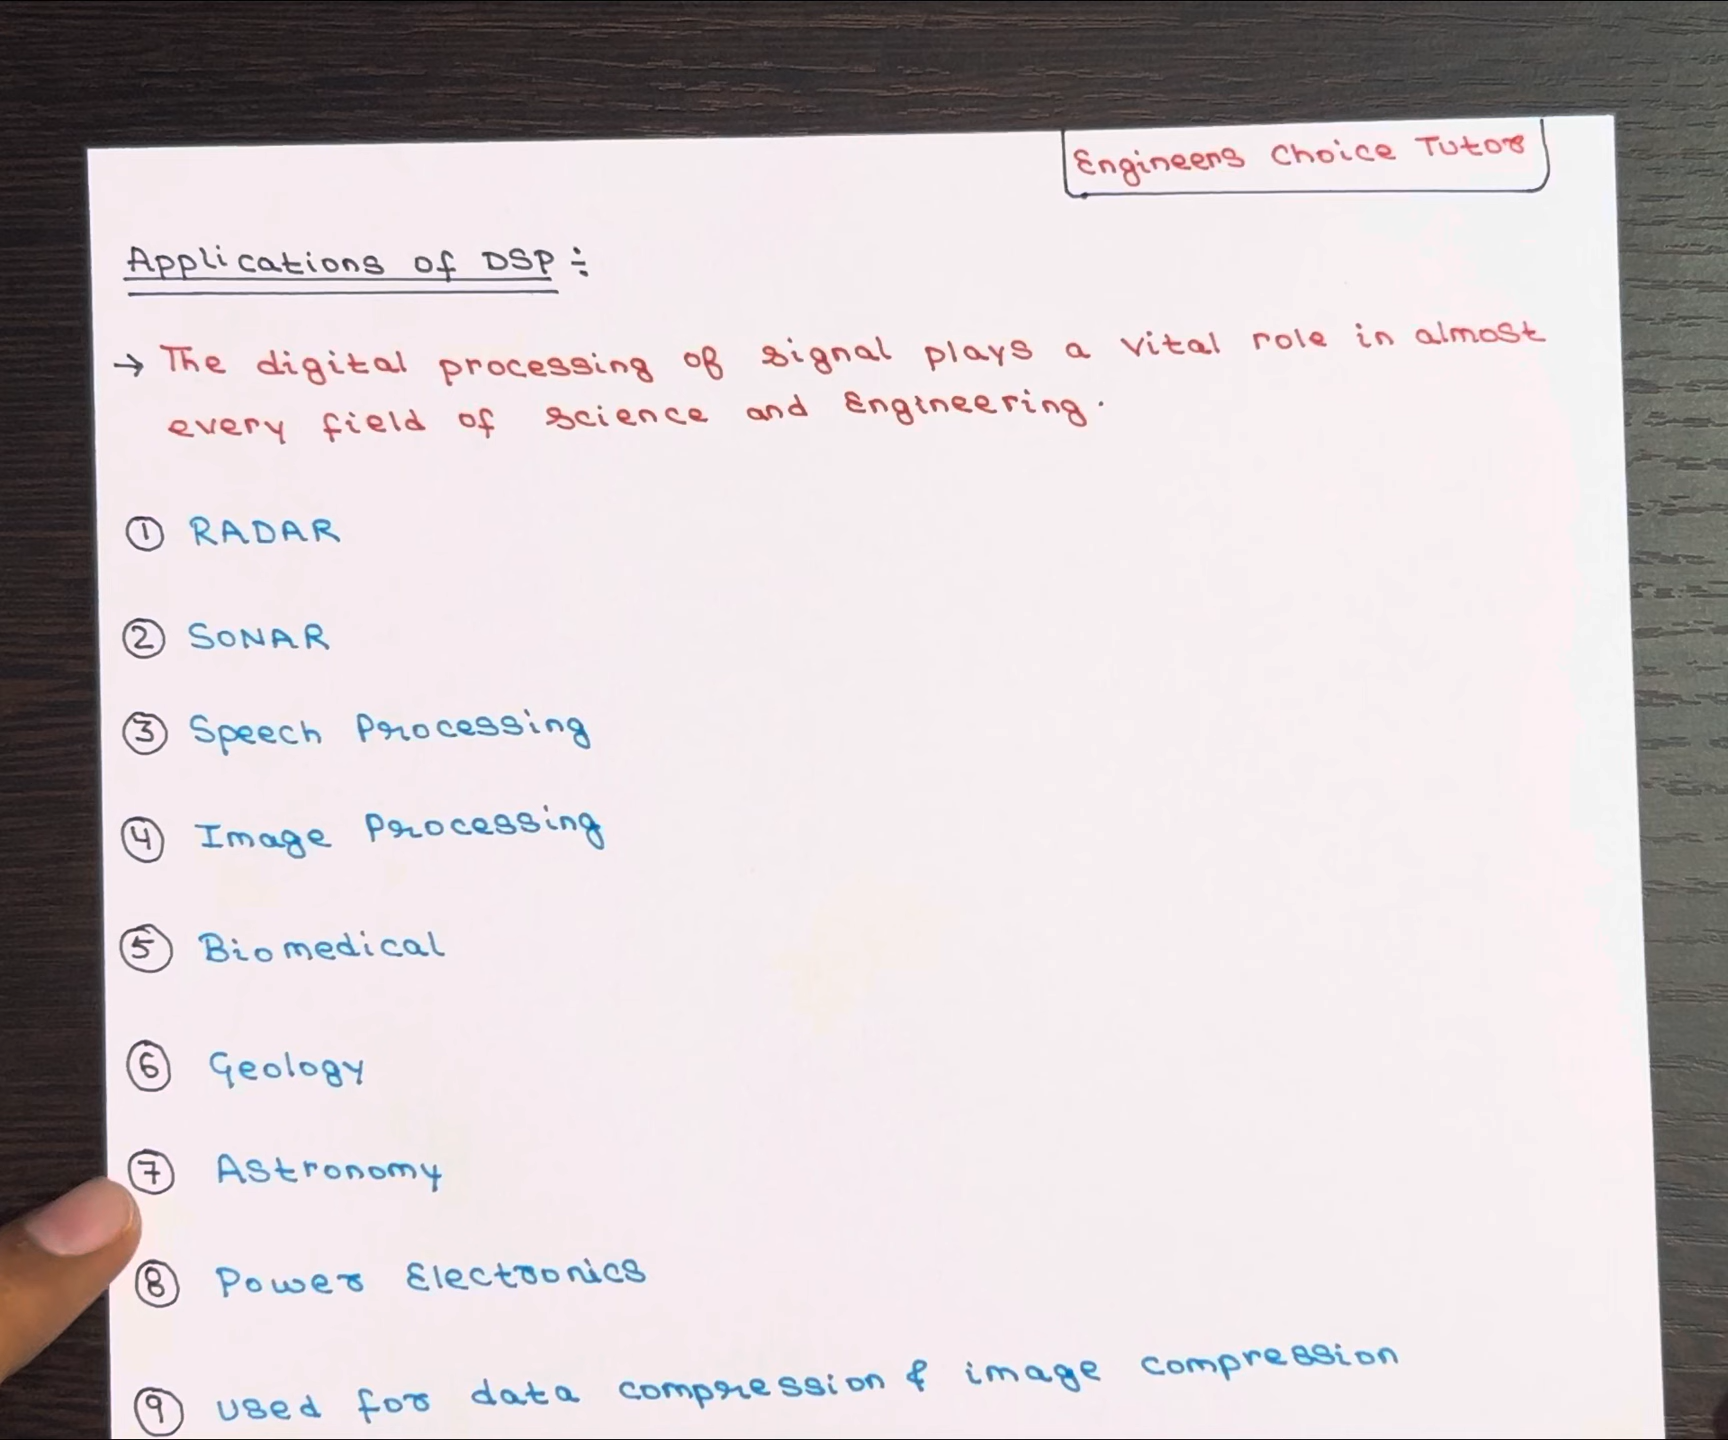 Engineers Choice Tutor
Applications of DSP :
→ The digital processing of signal plays a vital role in almost
every field of science and Engineering.
① RADAR
② SONAR
③ Speech Processing
④ Image Processing
⑤ Biomedical
⑥ Geology
⑦ Astronomy
⑧ Power Electronics
⑨ used for data compression & image compression